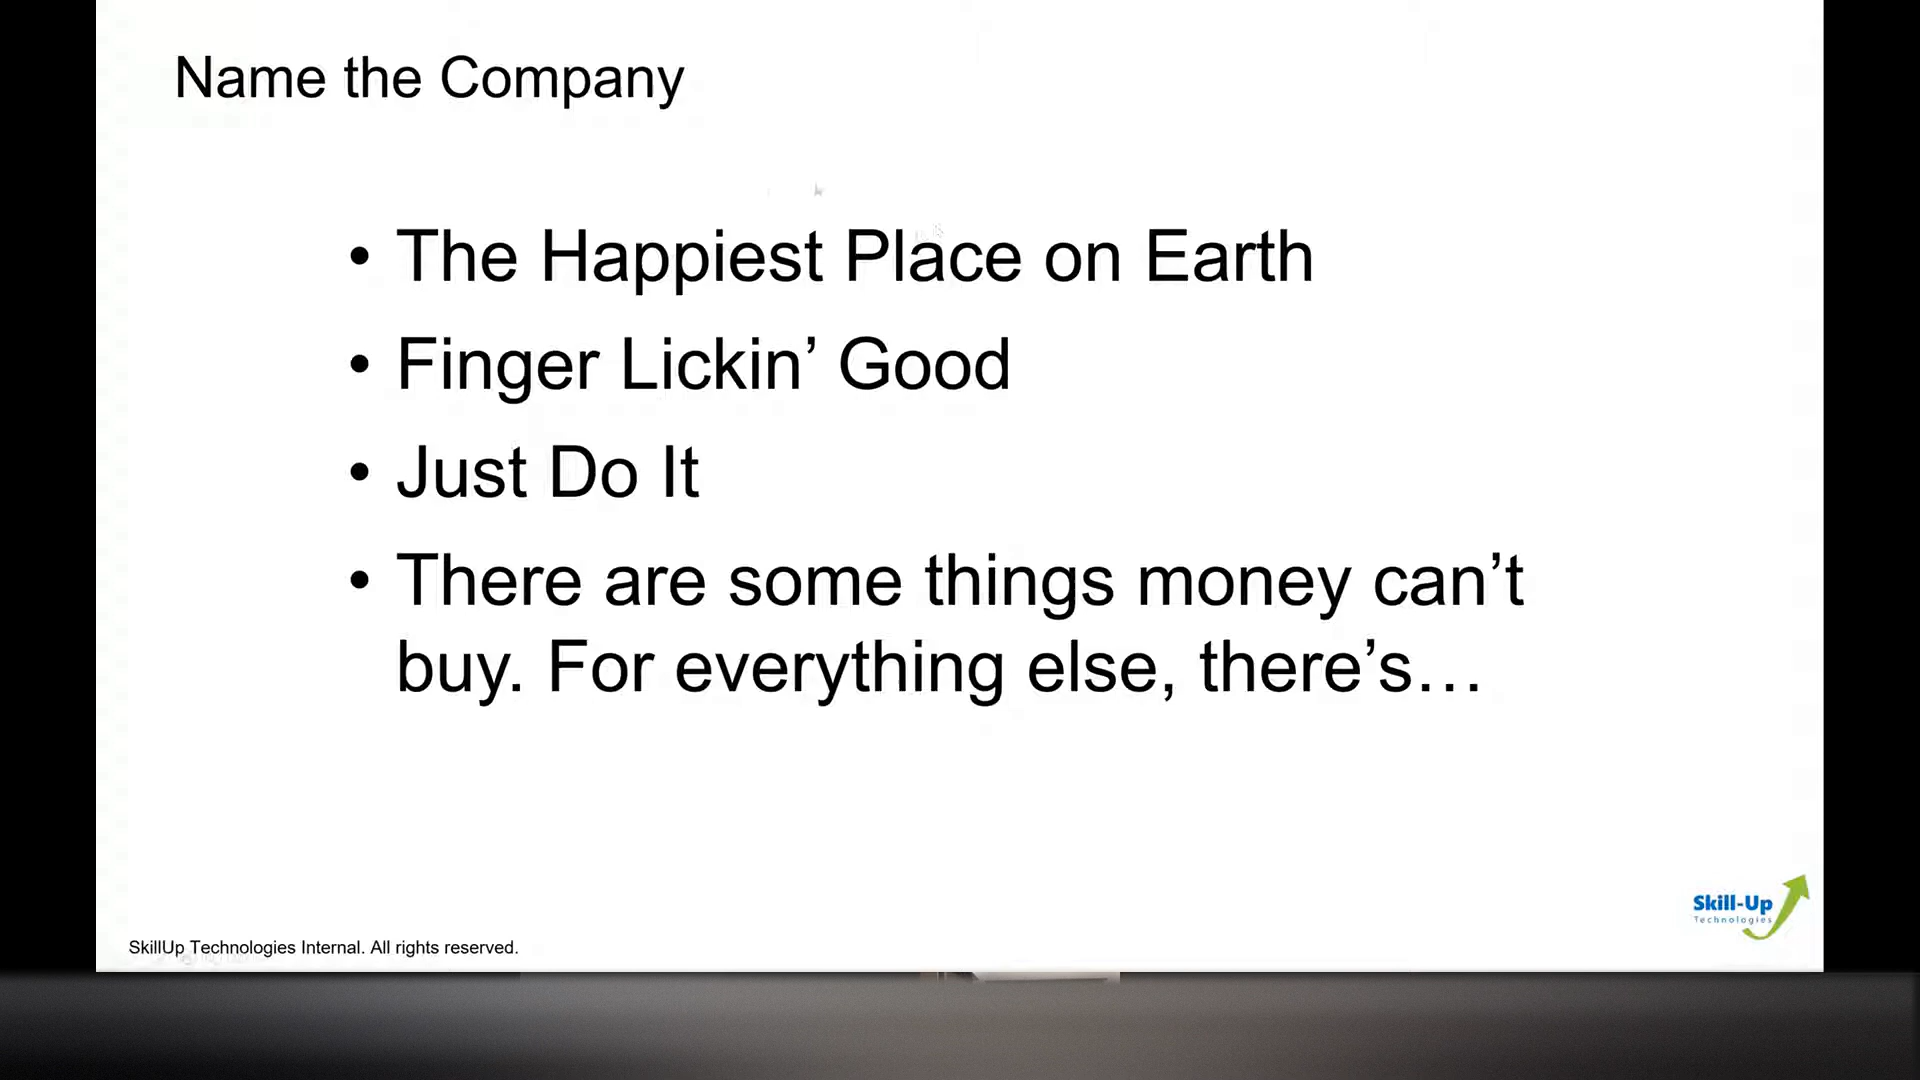 Name the Company
• The Happiest Place on Earth
• Finger Lickin’ Good
• Just Do It
• There are some things money can’t
buy. For everything else, there’s…
Skill-Up
Technologies
SkillUp Technologies Internal. All rights reserved.